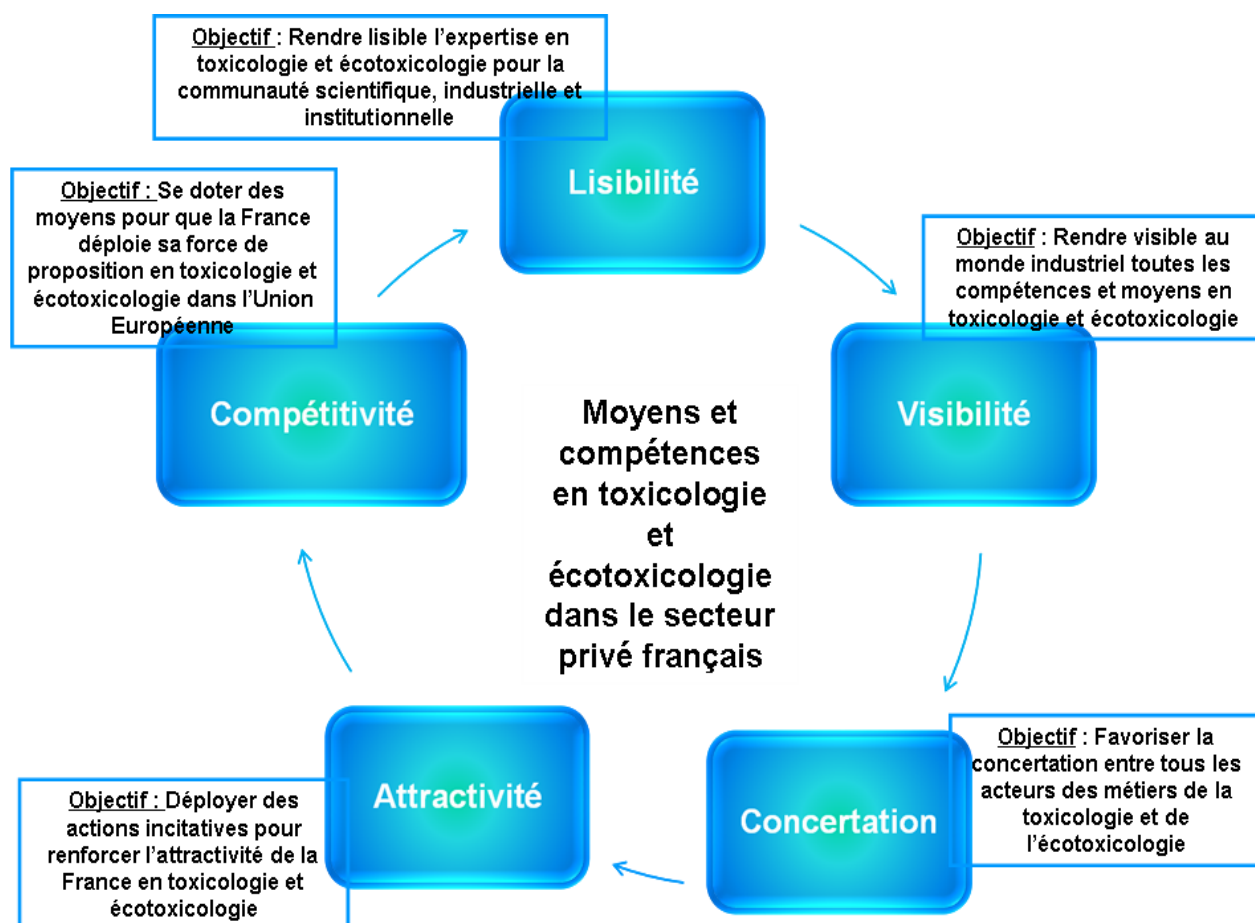 Objectif : Rendre lisible l’expertise en
toxicologie et écotoxicologie pour la
communauté scientifique, industrielle et
institutionnelle
Lisibilité
Objectif : Se doter des
moyens pour que la France
déploie sa force de
proposition en toxicologie et
écotoxicologie dans l’Union
Européenne
Compétitivité
Objectif : Rendre visible au
monde industriel toutes les
compétences et moyens en
toxicologie et écotoxicologie
Visibilité
Moyens et
compétences
en toxicologie
et
écotoxicologie
dans le secteur
privé français
Objectif : Favoriser la
concertation entre tous les
acteurs des métiers de la
toxicologie et de
l’écotoxicologie
Concertation
Attractivité
Objectif : Déployer des
actions incitatives pour
renforcer l’attractivité de la
France en toxicologie et
écotoxicologie